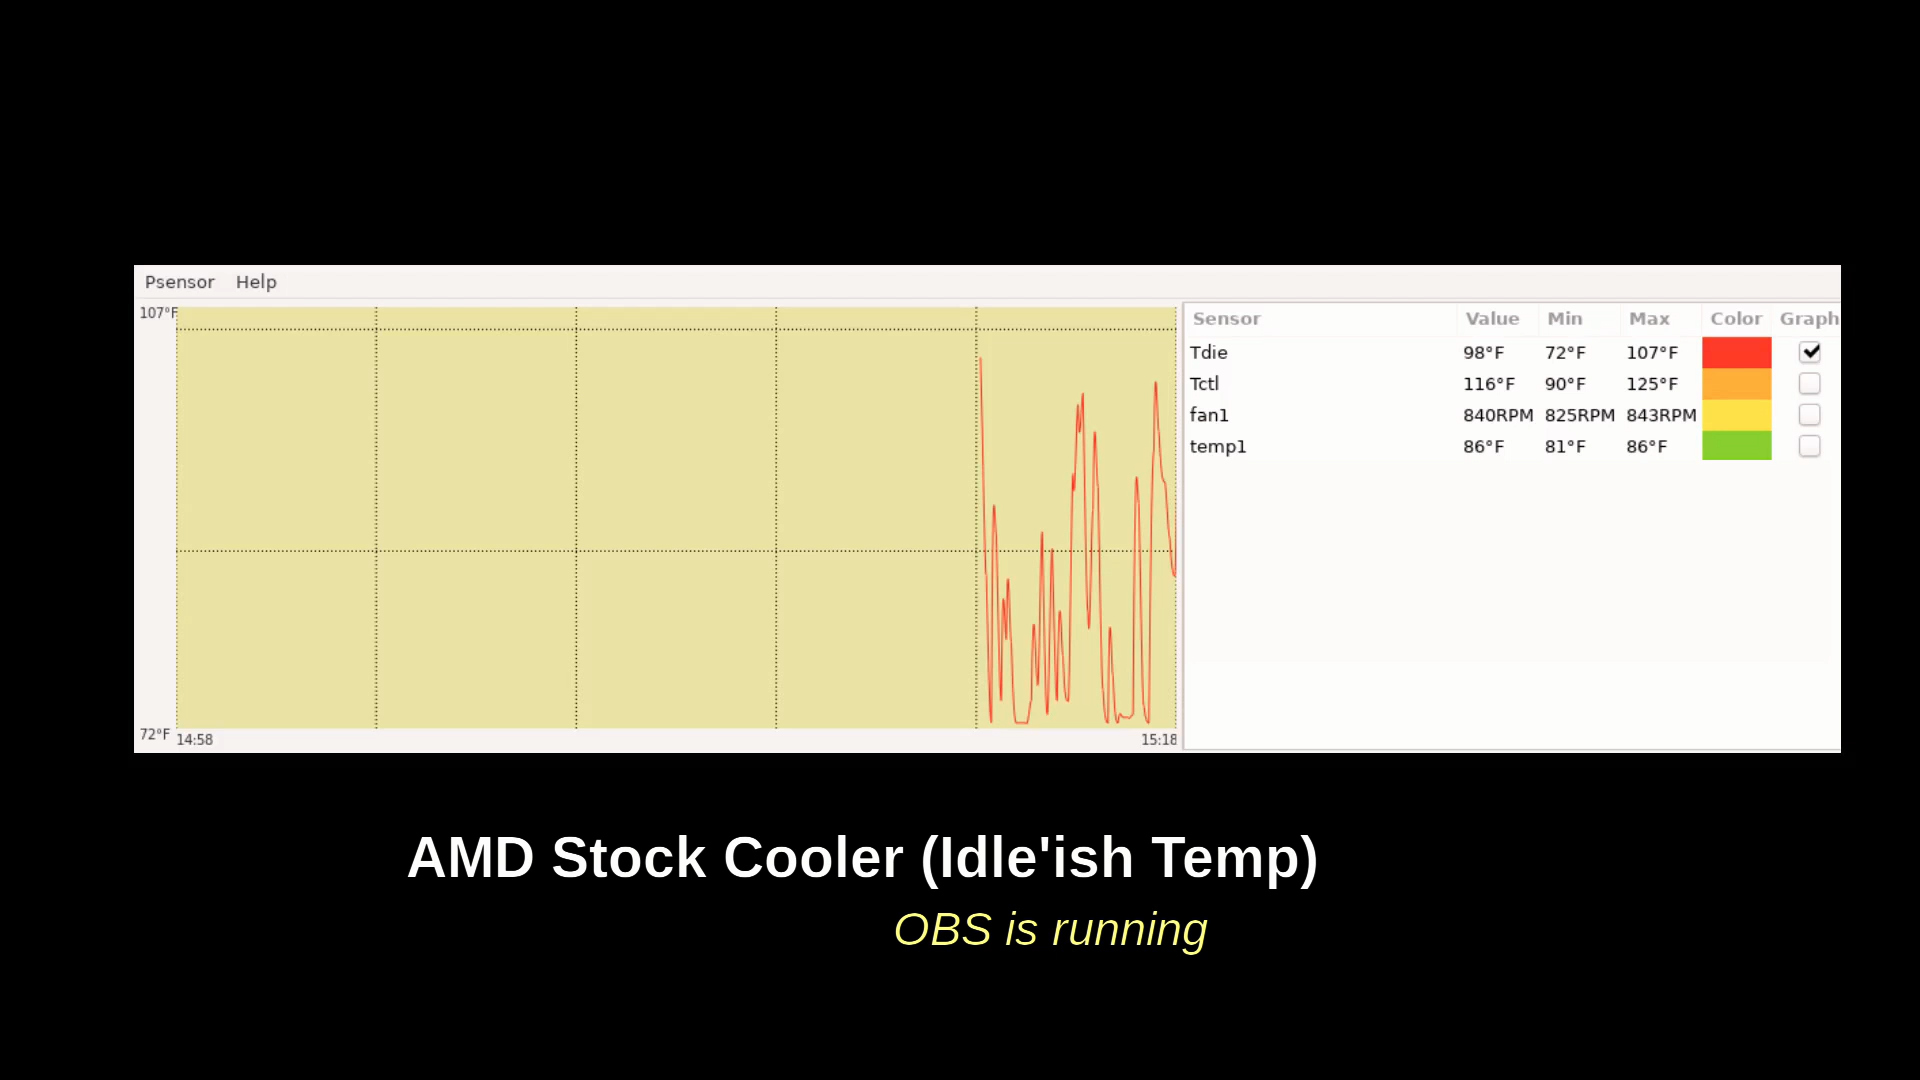 Psensor Help
107°F
72°F
14:58 15:18
Sensor Value Min Max Color Graph
Tdie 98°F 72°F 107°F
Tctl 116°F 90°F 125°F
fan1 840RPM 825RPM 843RPM
temp1 86°F 81°F 86°F
AMD Stock Cooler (Idle'ish Temp)
OBS is running